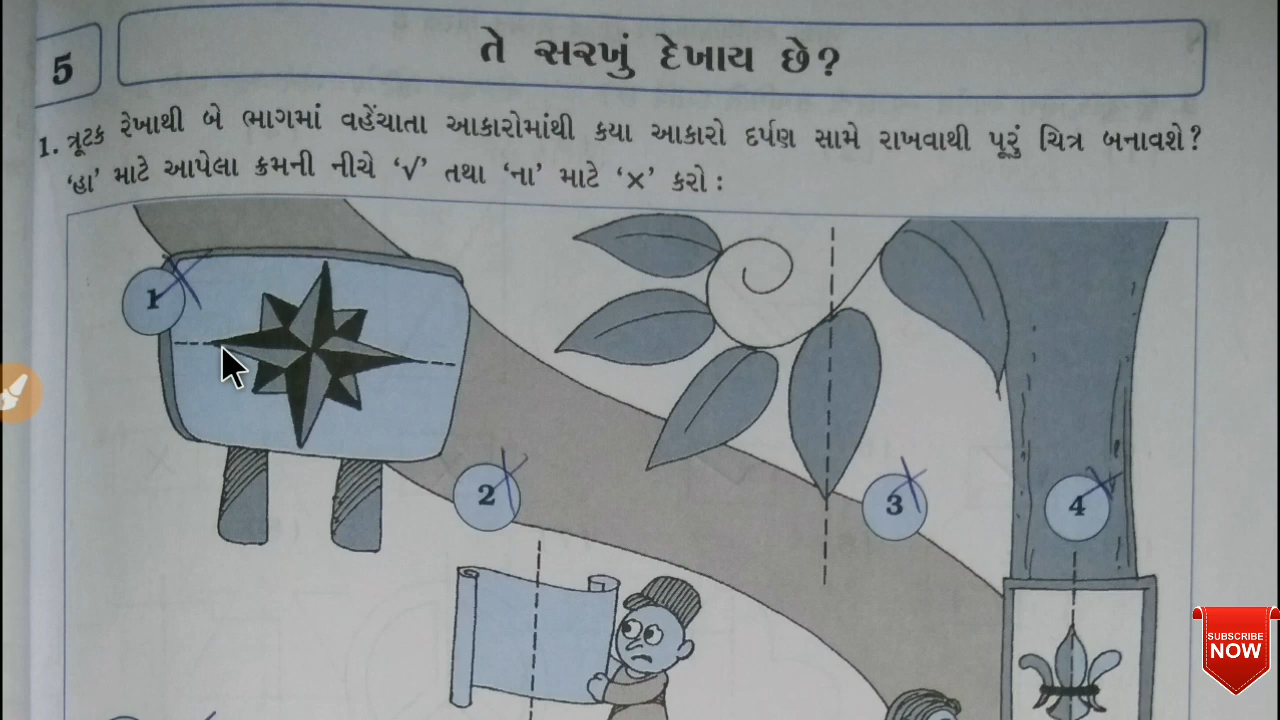 5
તે સરખું દેખાય છે?
1. ત્રૂટક રેખાથી બે ભાગમાં વહેંચાતા આકારોમાંથી કયા આકારો દર્પણ સામે રાખવાથી પૂરું ચિત્ર બનાવશે?
'હા' માટે આપેલા ક્રમની નીચે '√' તથા 'ના' માટે '×' કરો :
1
2
3
4
SUBSCRIBE
NOW